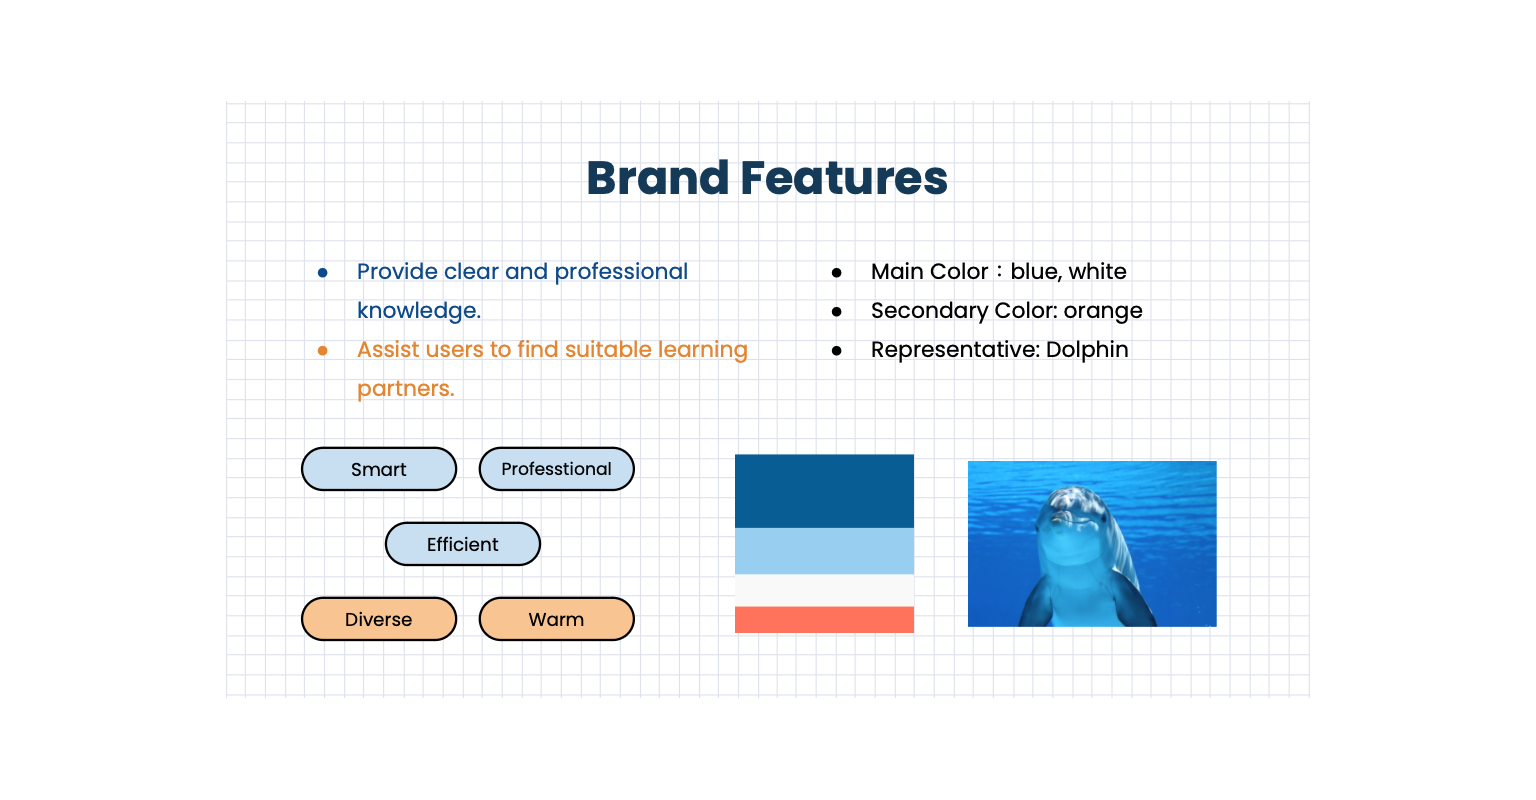 Brand Features
● Provide clear and professional
knowledge.
● Assist users to find suitable learning
partners.
● Main Color：blue, white
● Secondary Color: orange
● Representative: Dolphin
Smart
Professtional
Efficient
Diverse
Warm